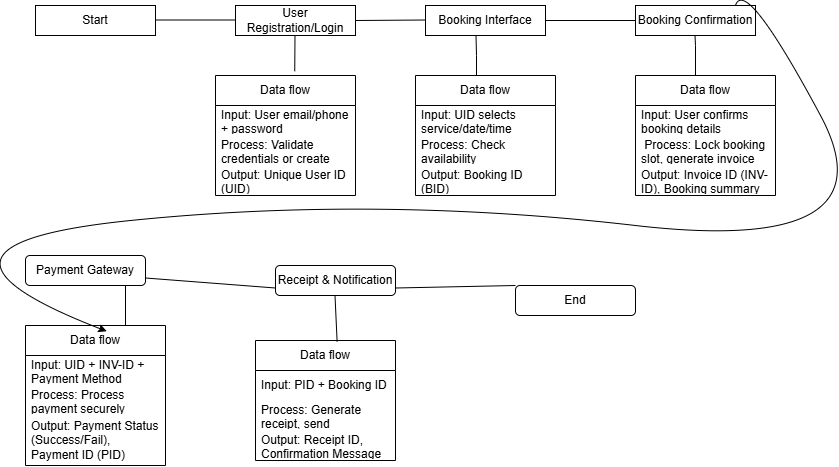 Start
User
Registration/Login
Booking Interface
Booking Confirmation
Data flow
Input: User email/phone
+ password
Process: Validate
credentials or create
Output: Unique User ID
(UID)
Data flow
Input: UID selects
service/date/time
Process: Check
availability
Output: Booking ID
(BID)
Data flow
Input: User confirms
booking details
Process: Lock booking
slot, generate invoice
Output: Invoice ID (INV-
ID), Booking summary
Payment Gateway
Receipt & Notification
End
Data flow
Input: UID + INV-ID +
Payment Method
Process: Process
payment securely
Output: Payment Status
(Success/Fail),
Payment ID (PID)
Data flow
Input: PID + Booking ID
Process: Generate
receipt, send
Output: Receipt ID,
Confirmation Message